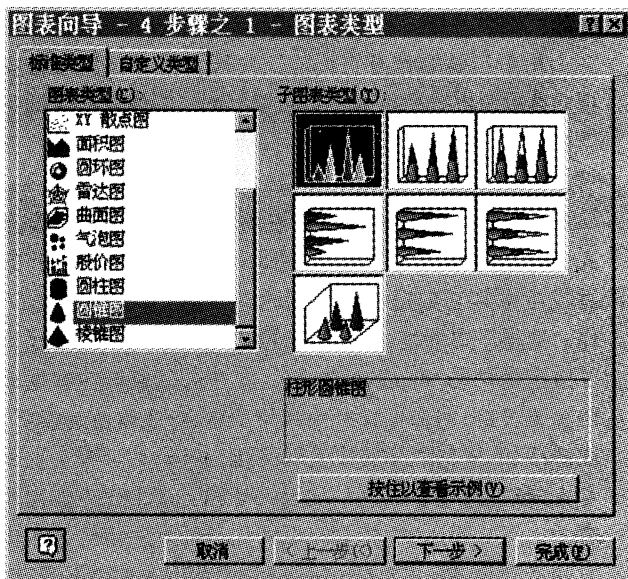 图表向导 - 4 步骤之 1 - 图表类型
标准类型 自定义类型
图表类型(C):
子图表类型(T):
XY 散点图
面积图
圆环图
雷达图
曲面图
气泡图
股价图
圆柱图
圆锥图
棱锥图
柱形圆锥图
按住以查看示例(V)
取消
< 上一步(B)
下一步 >
完成(F)